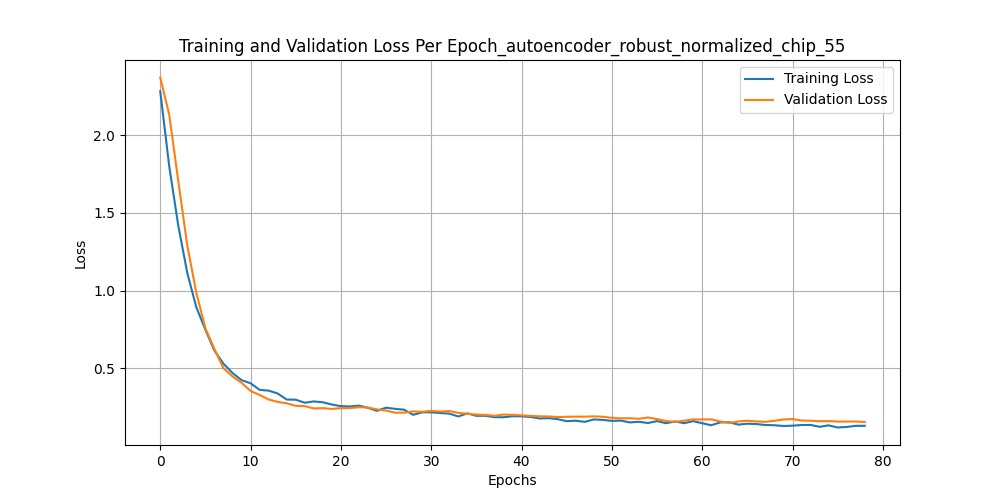 Training and Validation Loss Per Epoch_autoencoder_robust_normalized_chip_55
Training Loss
Validation Loss
2.0
1.5
1.0
0.5
Loss
0 10 20 30 40 50 60 70 80
Epochs